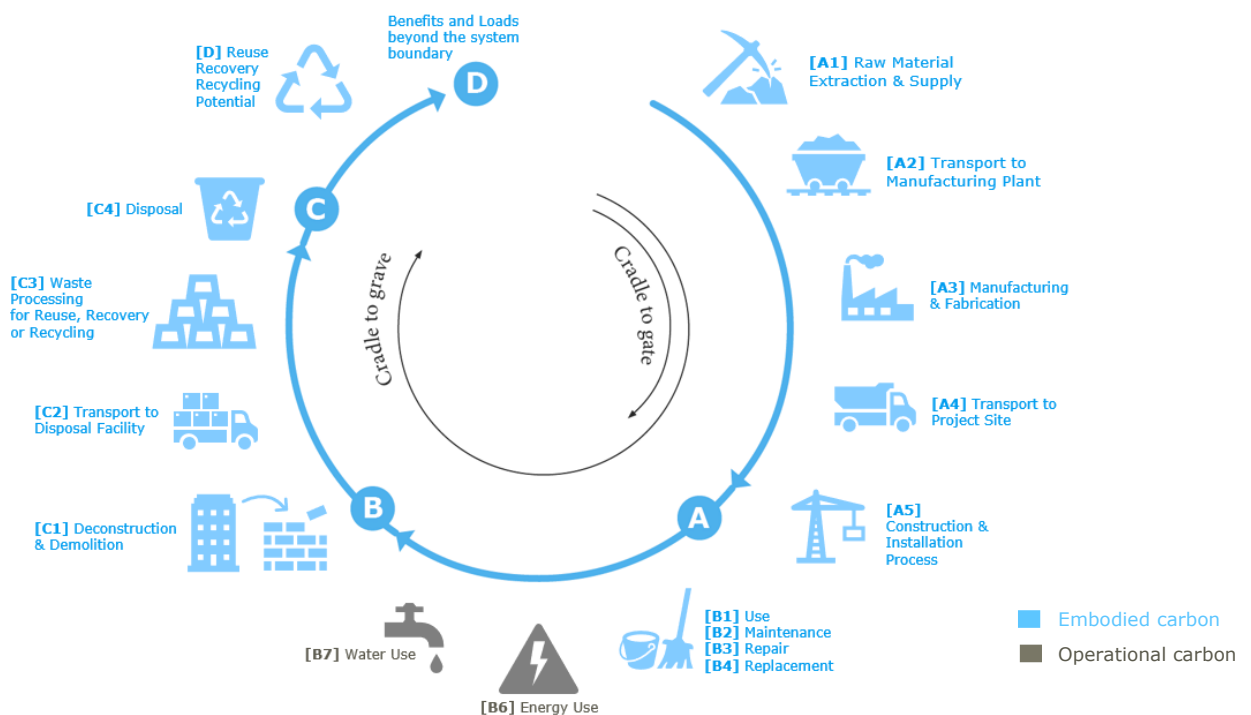 Benefits and Loads
beyond the system
boundary
D
[D] Reuse
Recovery
Recycling
Potential
[A1] Raw Material
Extraction & Supply
[A2] Transport to
Manufacturing Plant
[A3] Manufacturing
& Fabrication
[A4] Transport to
Project Site
[A5]
Construction &
Installation
Process
A
[B1] Use
[B2] Maintenance
[B3] Repair
[B4] Replacement
[B6] Energy Use
[B7] Water Use
B
[C1] Deconstruction
& Demolition
[C2] Transport to
Disposal Facility
[C3] Waste
Processing
for Reuse, Recovery
or Recycling
[C4] Disposal
C
Cradle to grave
Cradle to gate
Embodied carbon
Operational carbon